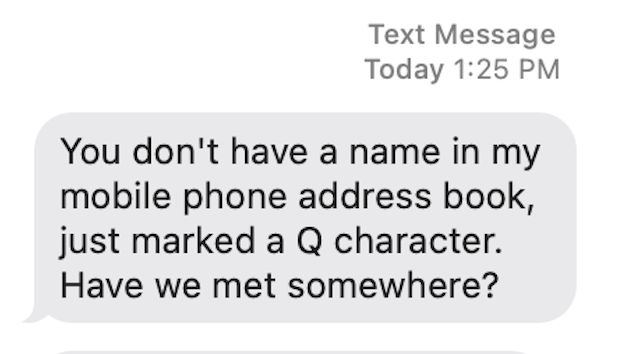 Text Message
Today 1:25 PM
You don't have a name in my
mobile phone address book,
just marked a Q character.
Have we met somewhere?